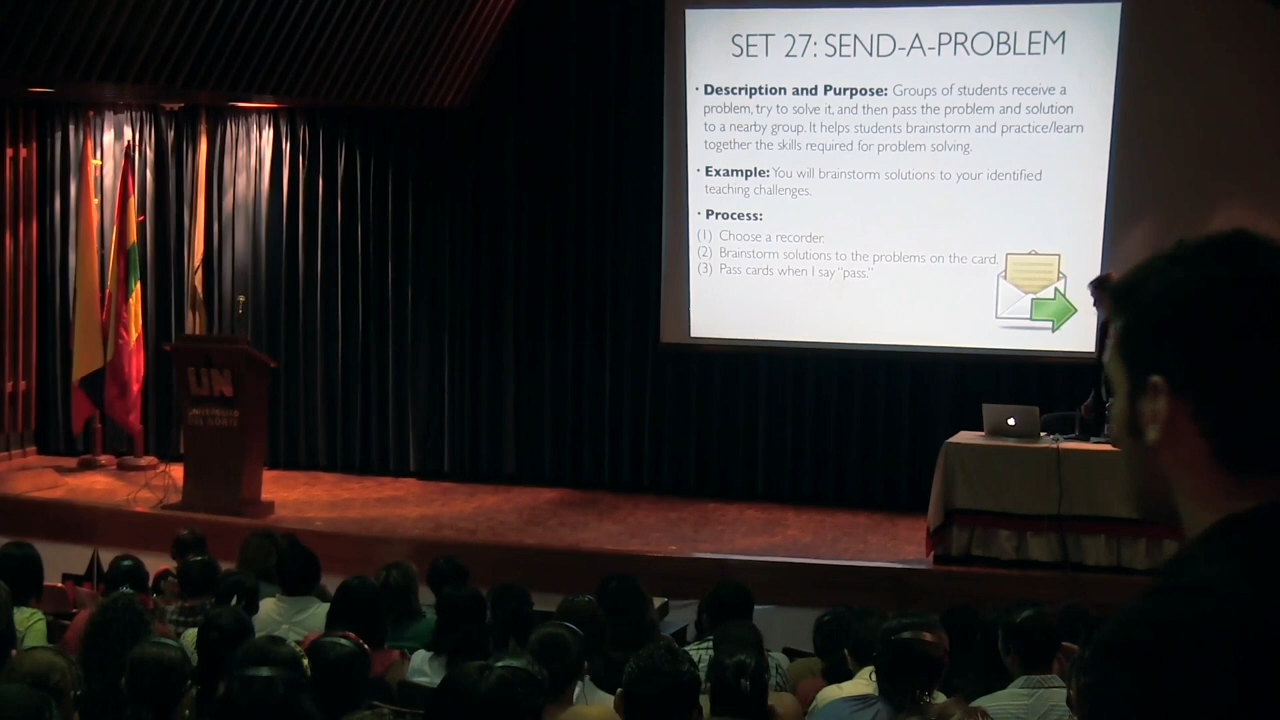 SET 27: SEND-A-PROBLEM
• Description and Purpose: Groups of students receive a
problem, try to solve it, and then pass the problem and solution
to a nearby group. It helps students brainstorm and practice/learn
together the skills required for problem solving.
• Example: You will brainstorm solutions to your identified
teaching challenges.
• Process:
(1) Choose a recorder.
(2) Brainstorm solutions to the problems on the card.
(3) Pass cards when I say "pass."
UN
UNIVERSIDAD
DEL NORTE